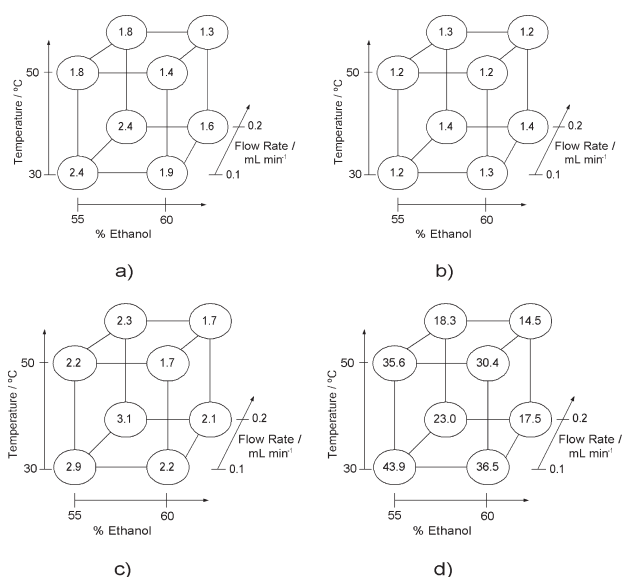 1.8 1.3
50 1.8 1.4
Temperature / ºC
2.4 1.6 0.2
Flow Rate /
mL min-1
30 2.4 1.9 0.1
55 60
% Ethanol
a)
1.3 1.2
50 1.2 1.2
Temperature / ºC
1.4 1.4 0.2
Flow Rate /
mL min-1
30 1.2 1.3 0.1
55 60
% Ethanol
b)
2.3 1.7
50 2.2 1.7
Temperature / ºC
3.1 2.1 0.2
Flow Rate /
mL min-1
30 2.9 2.2 0.1
55 60
% Ethanol
c)
18.3 14.5
50 35.6 30.4
Temperature / ºC
23.0 17.5 0.2
Flow Rate /
mL min-1
30 43.9 36.5 0.1
55 60
% Ethanol
d)